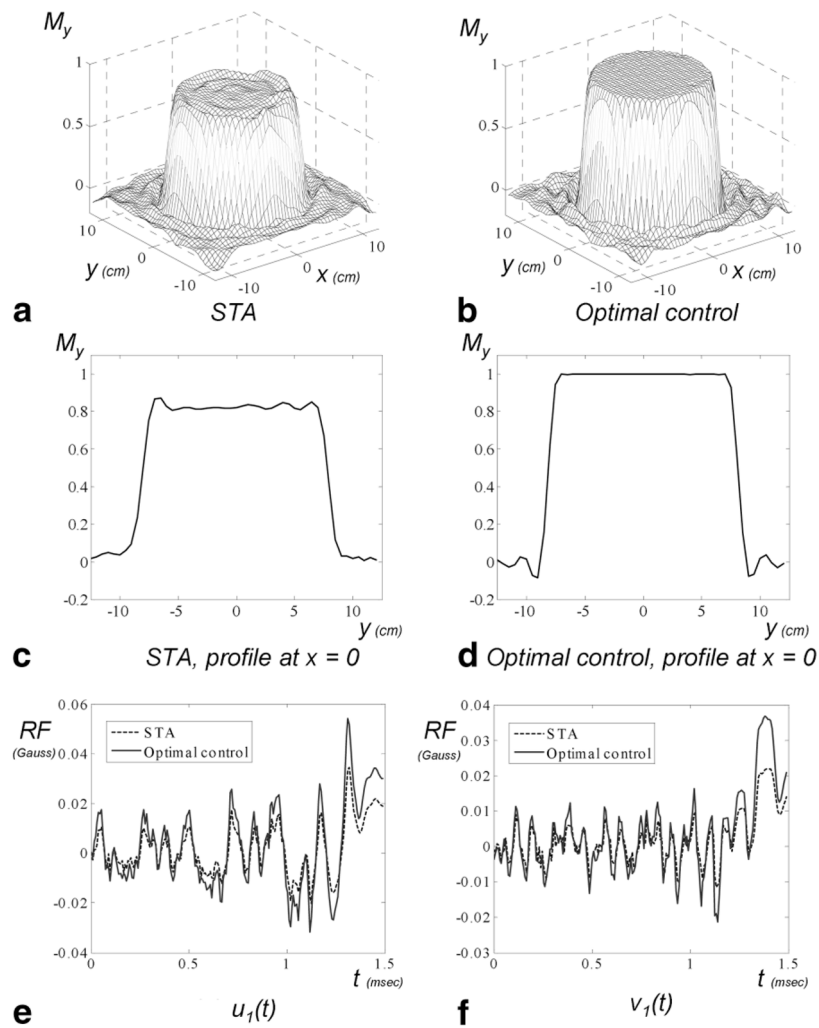 M_y
1
0.5
0
10
0
-10
y (cm)
-10
0
10
x (cm)
a
STA
M_y
1
0.5
0
10
0
-10
y (cm)
-10
0
10
x (cm)
b
Optimal control
M_y
1
0.8
0.6
0.4
0.2
0
-0.2
-10
-5
0
5
10
y (cm)
c
STA, profile at x = 0
M_y
1
0.8
0.6
0.4
0.2
0
-0.2
-10
-5
0
5
10
y (cm)
d
Optimal control, profile at x = 0
RF
(Gauss)
0.06
0.04
0.02
0
-0.02
-0.04
STA
Optimal control
0
0.5
1
1.5
t (msec)
e
u_1(t)
RF
(Gauss)
0.04
0.03
0.02
0.01
0
-0.01
-0.02
-0.03
STA
Optimal control
0
0.5
1
1.5
t (msec)
f
v_1(t)